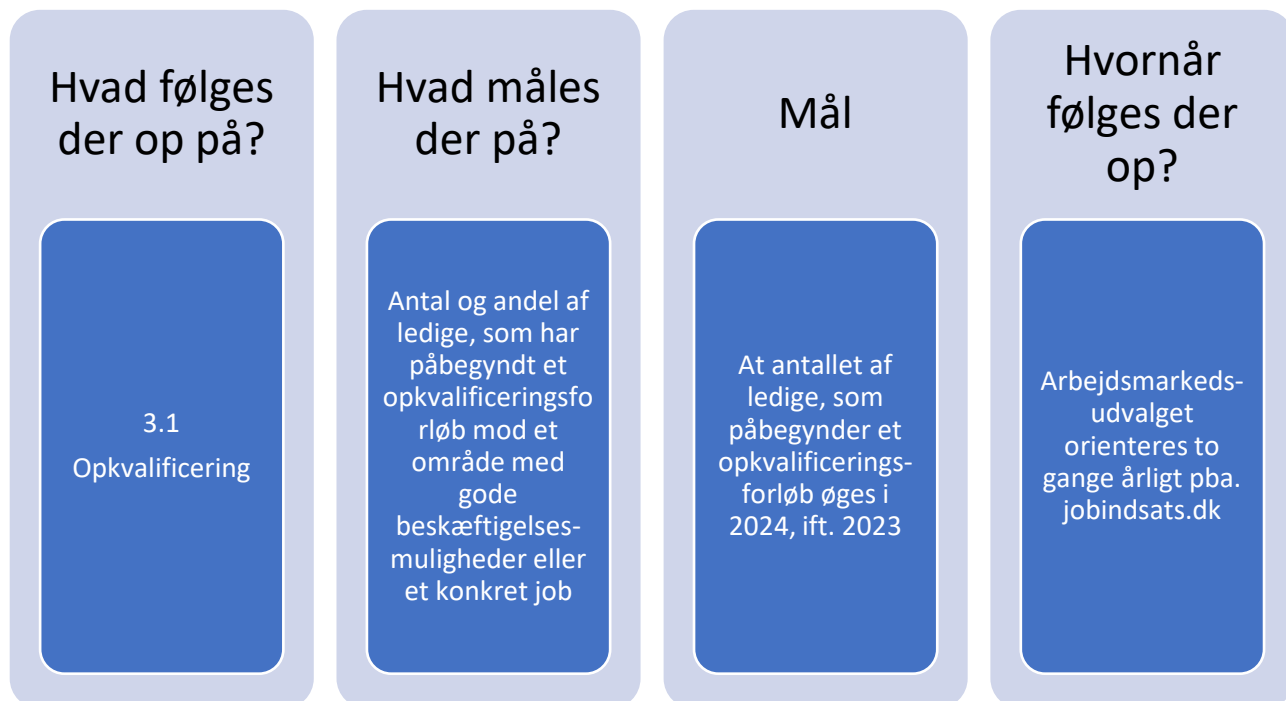 Hvad følges
der op på?
3.1
Opkvalificering
Hvad måles
der på?
Antal og andel af
ledige, som har
påbegyndt et
opkvalificeringsfo
rløb mod et
område med
gode
beskæftigelses-
muligheder eller
et konkret job
Mål
At antallet af
ledige, som
påbegynder et
opkvalificerings-
forløb øges i
2024, ift. 2023
Hvornår
følges der
op?
Arbejdsmarkeds-
udvalget
orienteres to
gange årligt pba.
jobindsats.dk